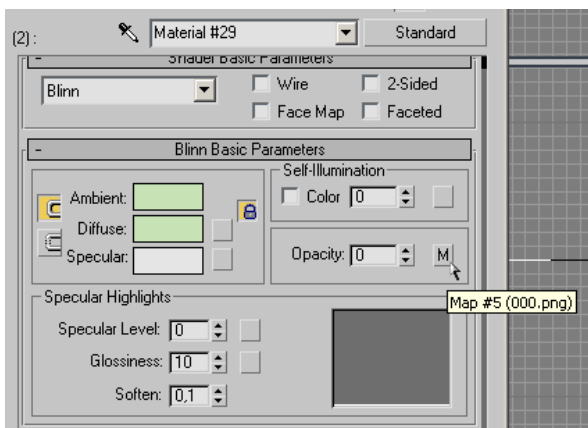 (2) :
Material #29
Standard
- Shader Basic Parameters
Blinn
Wire
2-Sided
Face Map
Faceted
- Blinn Basic Parameters
Self-Illumination
Ambient:
Color 0
Diffuse:
Specular:
Opacity: 0 M
Map #5 (000.png)
Specular Highlights
Specular Level: 0
Glossiness: 10
Soften: 0,1